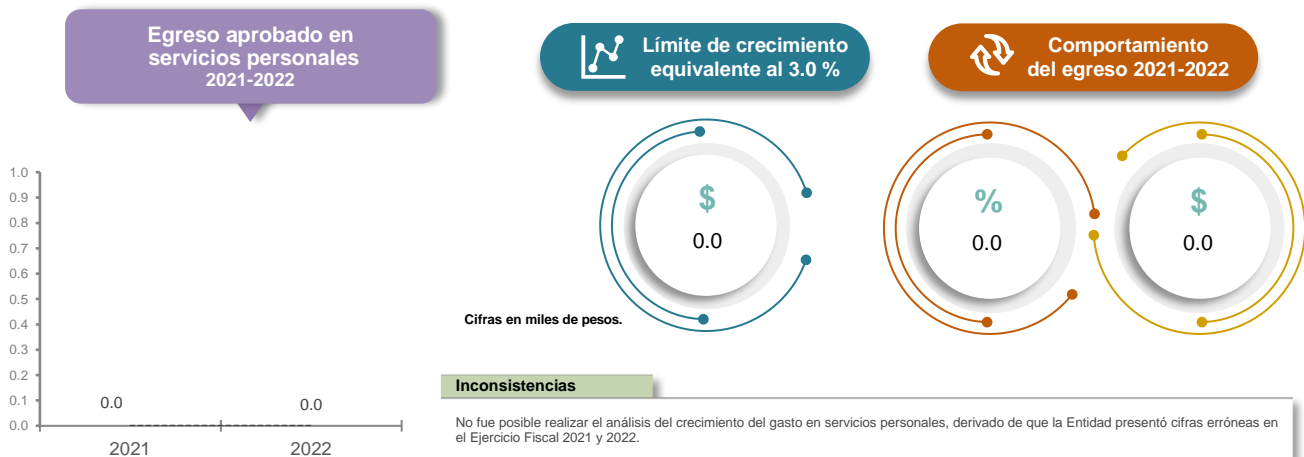 Egreso aprobado en
servicios personales
2021-2022
Límite de crecimiento
equivalente al 3.0 %
Comportamiento
del egreso 2021-2022
1.0
0.9
0.8
0.7
0.6
0.5
0.4
0.3
0.2
0.1
0.0
0.0
0.0
2021
2022
$
0.0
%
0.0
$
0.0
Cifras en miles de pesos.
Inconsistencias
No fue posible realizar el análisis del crecimiento del gasto en servicios personales, derivado de que la Entidad presentó cifras erróneas en
el Ejercicio Fiscal 2021 y 2022.